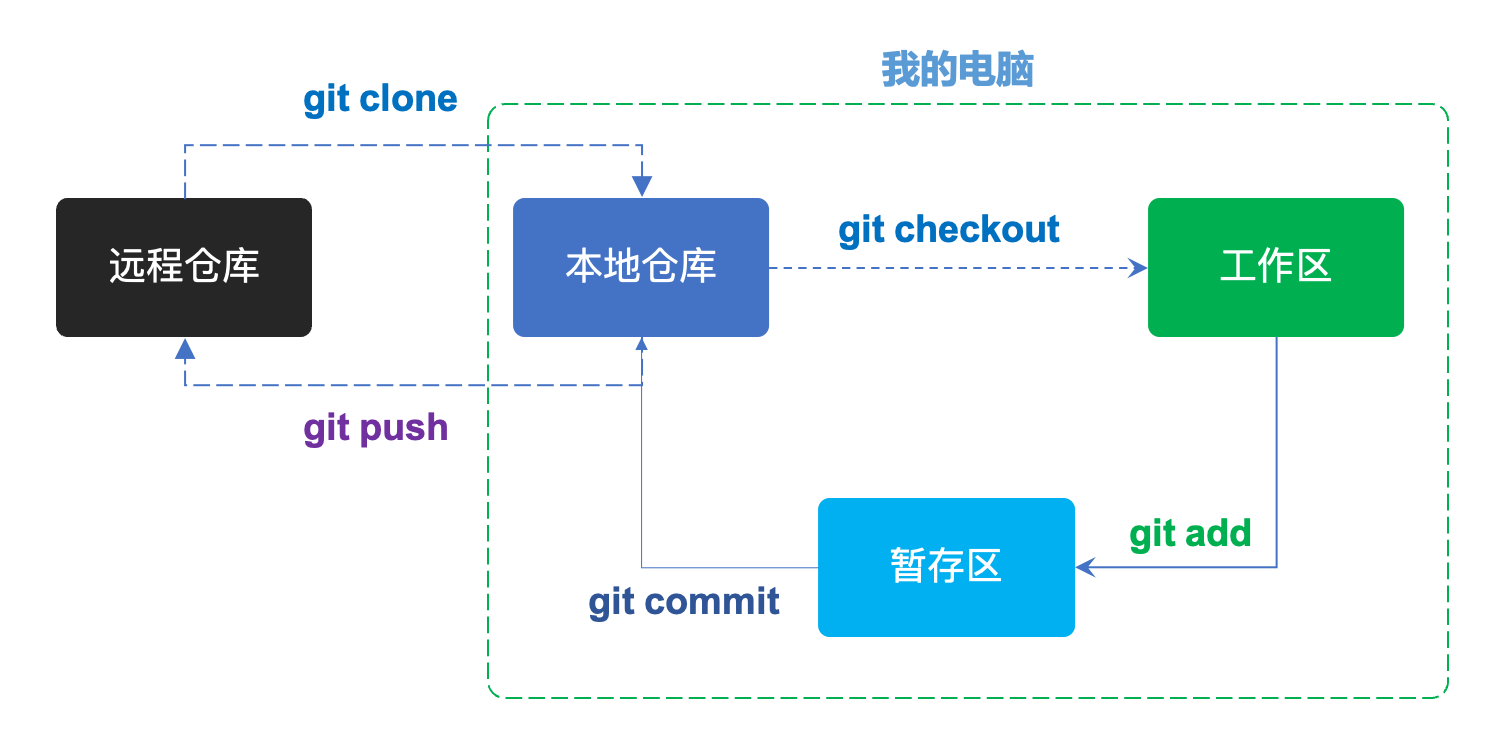 我的电脑
git clone
远程仓库
本地仓库
git checkout
工作区
git push
暂存区
git add
git commit